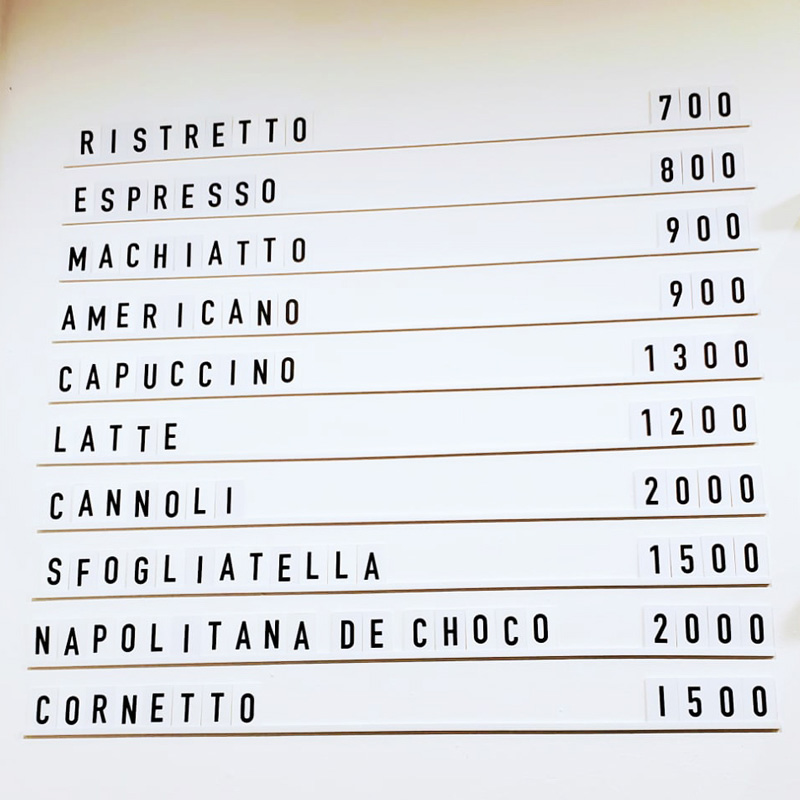 RISTRETTO 700
ESPRESSO 800
MACHIATTO 900
AMERICANO 900
CAPUCCINO 1300
LATTE 1200
CANNOLI 2000
SFOGLIATELLA 1500
NAPOLITANA DE CHOCO 2000
CORNETTO 1500